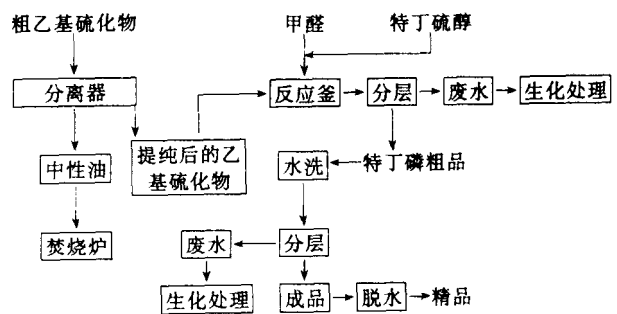 粗乙基硫化物
甲醛
特丁硫醇
分离器
反应釜
分层
废水
生化处理
中性油
提纯后的乙
基硫化物
水洗
特丁磷粗品
焚烧炉
废水
分层
生化处理
成品
脱水
精品